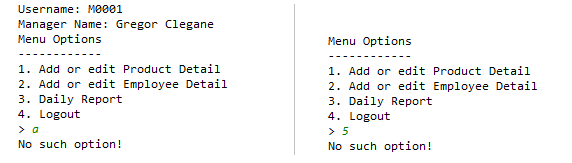 Username: M0001
Manager Name: Gregor Clegane
Menu Options
------------
1. Add or edit Product Detail
2. Add or edit Employee Detail
3. Daily Report
4. Logout
> a
No such option!
Menu Options
------------
1. Add or edit Product Detail
2. Add or edit Employee Detail
3. Daily Report
4. Logout
> 5
No such option!